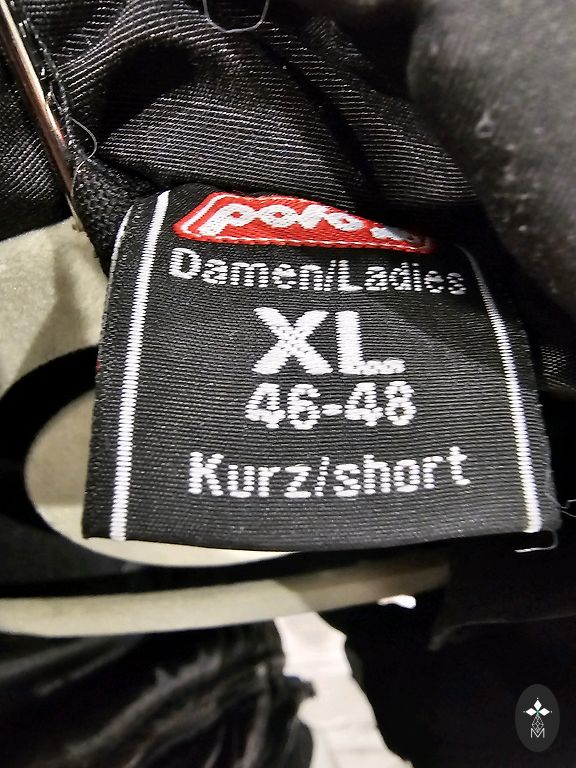 polo
Damen/Ladies
XL
46-48
Kurz/short